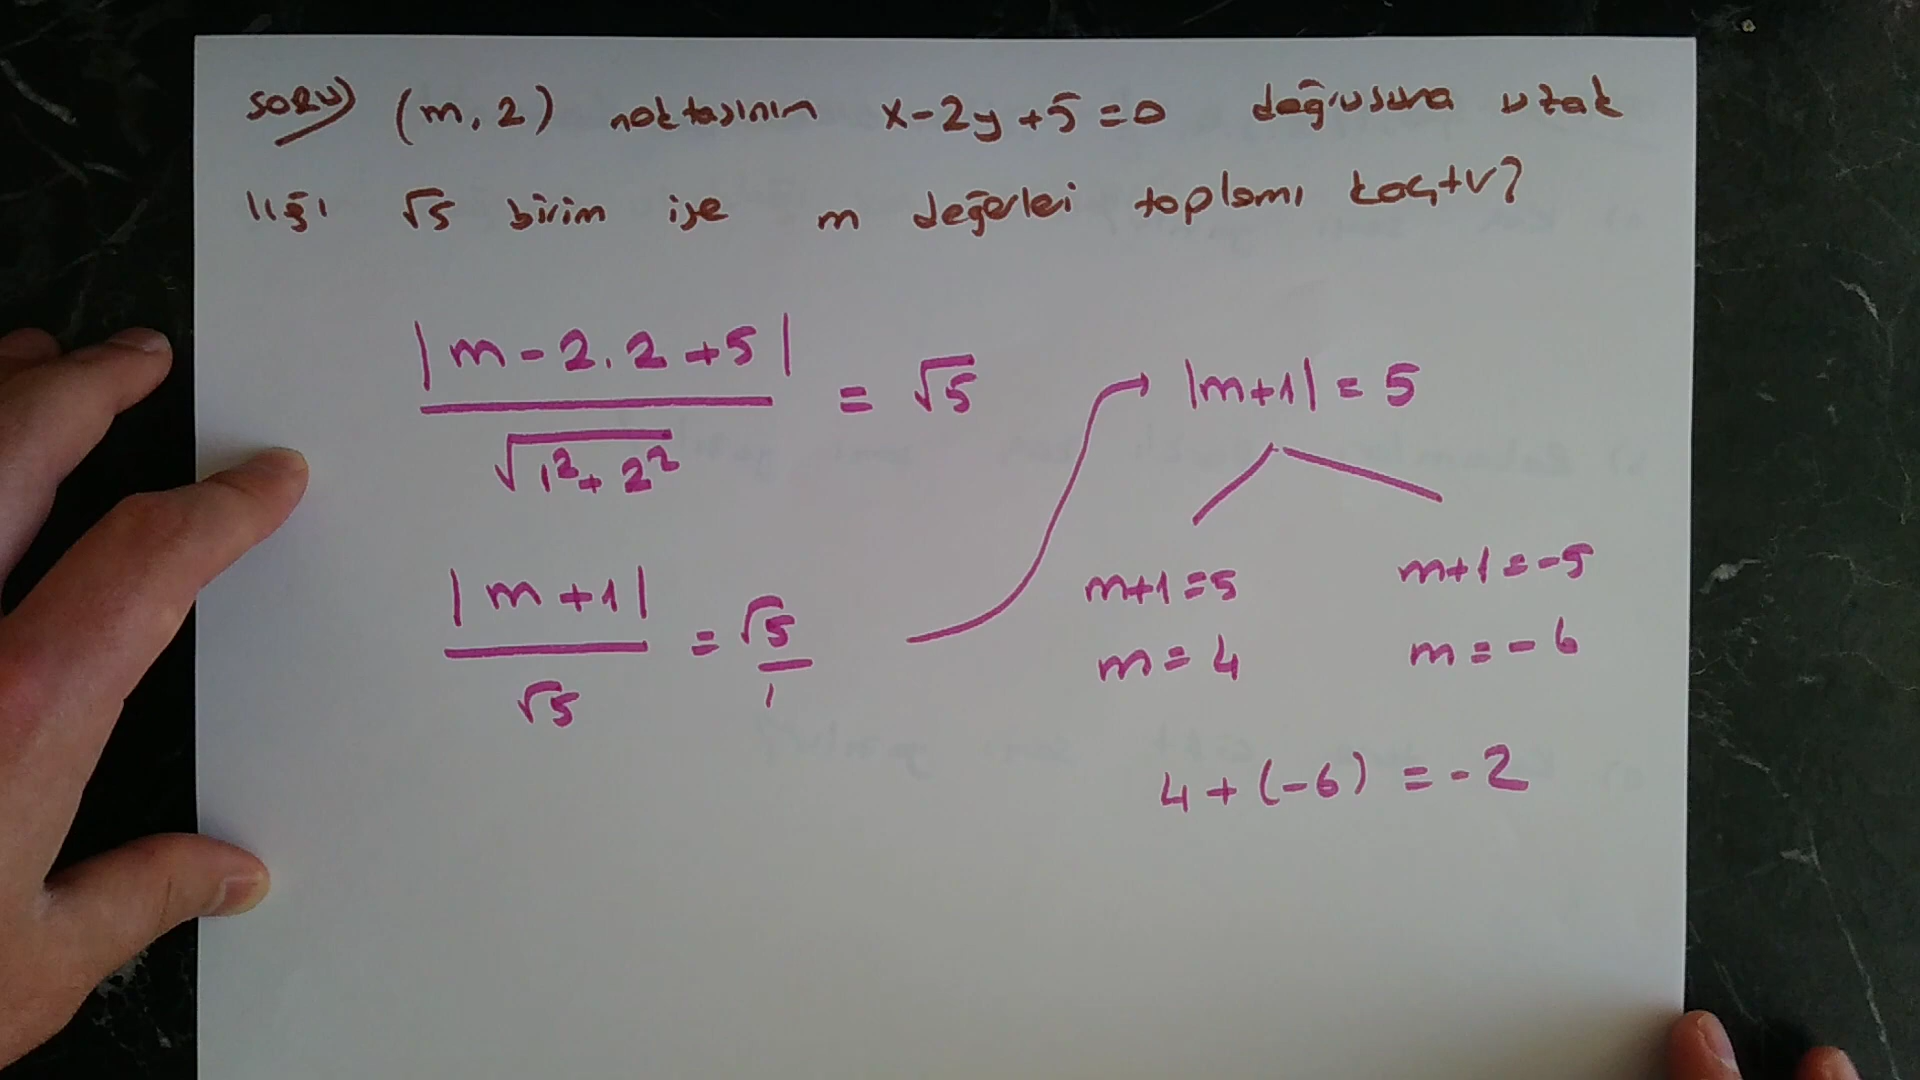 SORU) (m, 2) noktasının x-2y+5=0 doğrusuna uzak
lığı √5 birim ise m değerleri toplamı kaçtır?
|m-2.2+5| / √1²+2² = √5
|m+1| / √5 = √5 / 1
|m+1| = 5
m+1=5 m+1=-5
m=4 m=-6
4+(-6) = -2